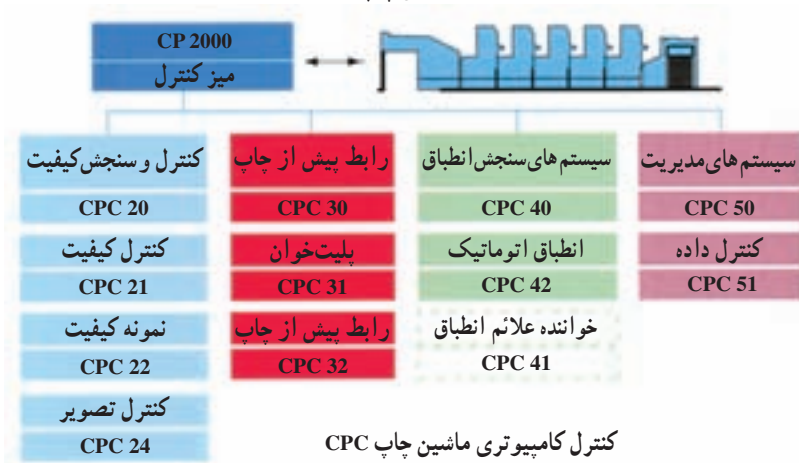 CP 2000
میز کنترل
کنترل و سنجش کیفیت
CPC 20
کنترل کیفیت
CPC 21
نمونه کیفیت
CPC 22
کنترل تصویر
CPC 24
رابط پیش از چاپ
CPC 30
پلیت‌خوان
CPC 31
رابط پیش از چاپ
CPC 32
سیستم‌های سنجش انطباق
CPC 40
انطباق اتوماتیک
CPC 42
خواننده علائم انطباق
CPC 41
سیستم‌های مدیریت
CPC 50
کنترل داده
CPC 51
کنترل کامپیوتری ماشین چاپ CPC